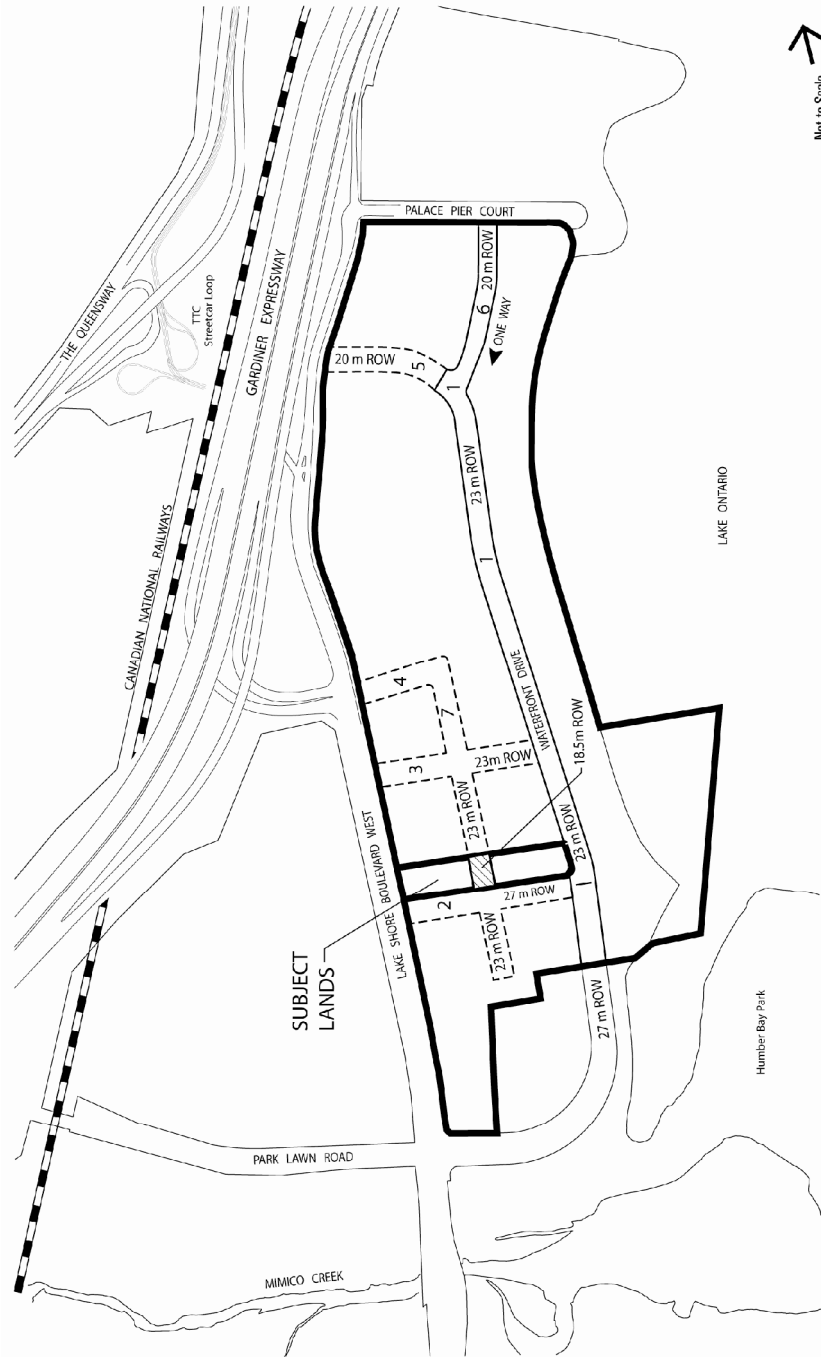 Not to Scale
THE QUEENSWAY
TTC
Streetcar Loop
GARDINER EXPRESSWAY
CANADIAN NATIONAL RAILWAYS
PALACE PIER COURT
20 m ROW
6
ONE WAY
20 m ROW
5
1
23 m ROW
1
LAKE ONTARIO
4
7
3
23m ROW
WATERFRONT DRIVE
18.5m ROW
23 m ROW
23 m ROW
LAKE SHORE BOULEVARD WEST
2
27 m ROW
1
23 m ROW
SUBJECT
LANDS
27 m ROW
Humber Bay Park
PARK LAWN ROAD
MIMICO CREEK